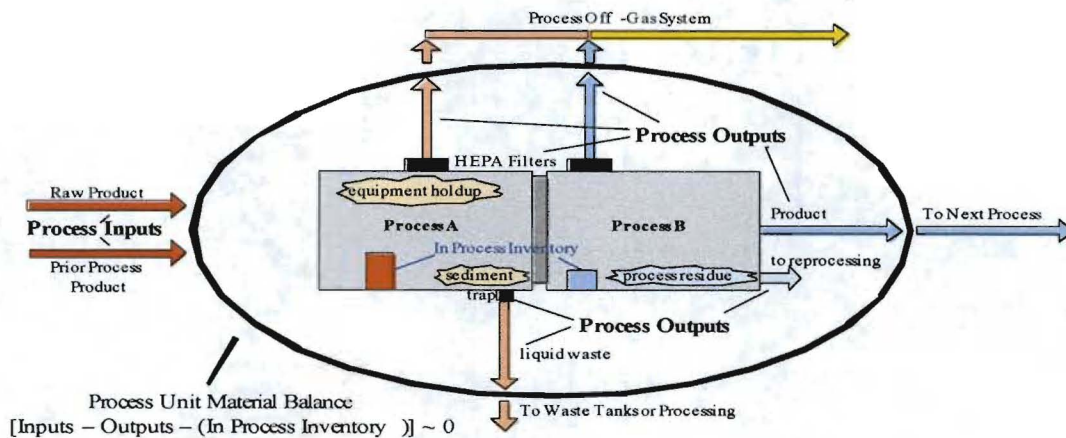 Process Off -Gas System
Process Outputs
HEPA Filters
equipment holdup
Raw Product
Process Inputs
Prior Process
Product
Process A
Process B
Product
To Next Process
In Process Inventory
to reprocessing
sediment
trap
process residue
Process Outputs
liquid waste
Process Unit Material Balance
[Inputs – Outputs – (In Process Inventory )] ~ 0
To Waste Tanks or Processing